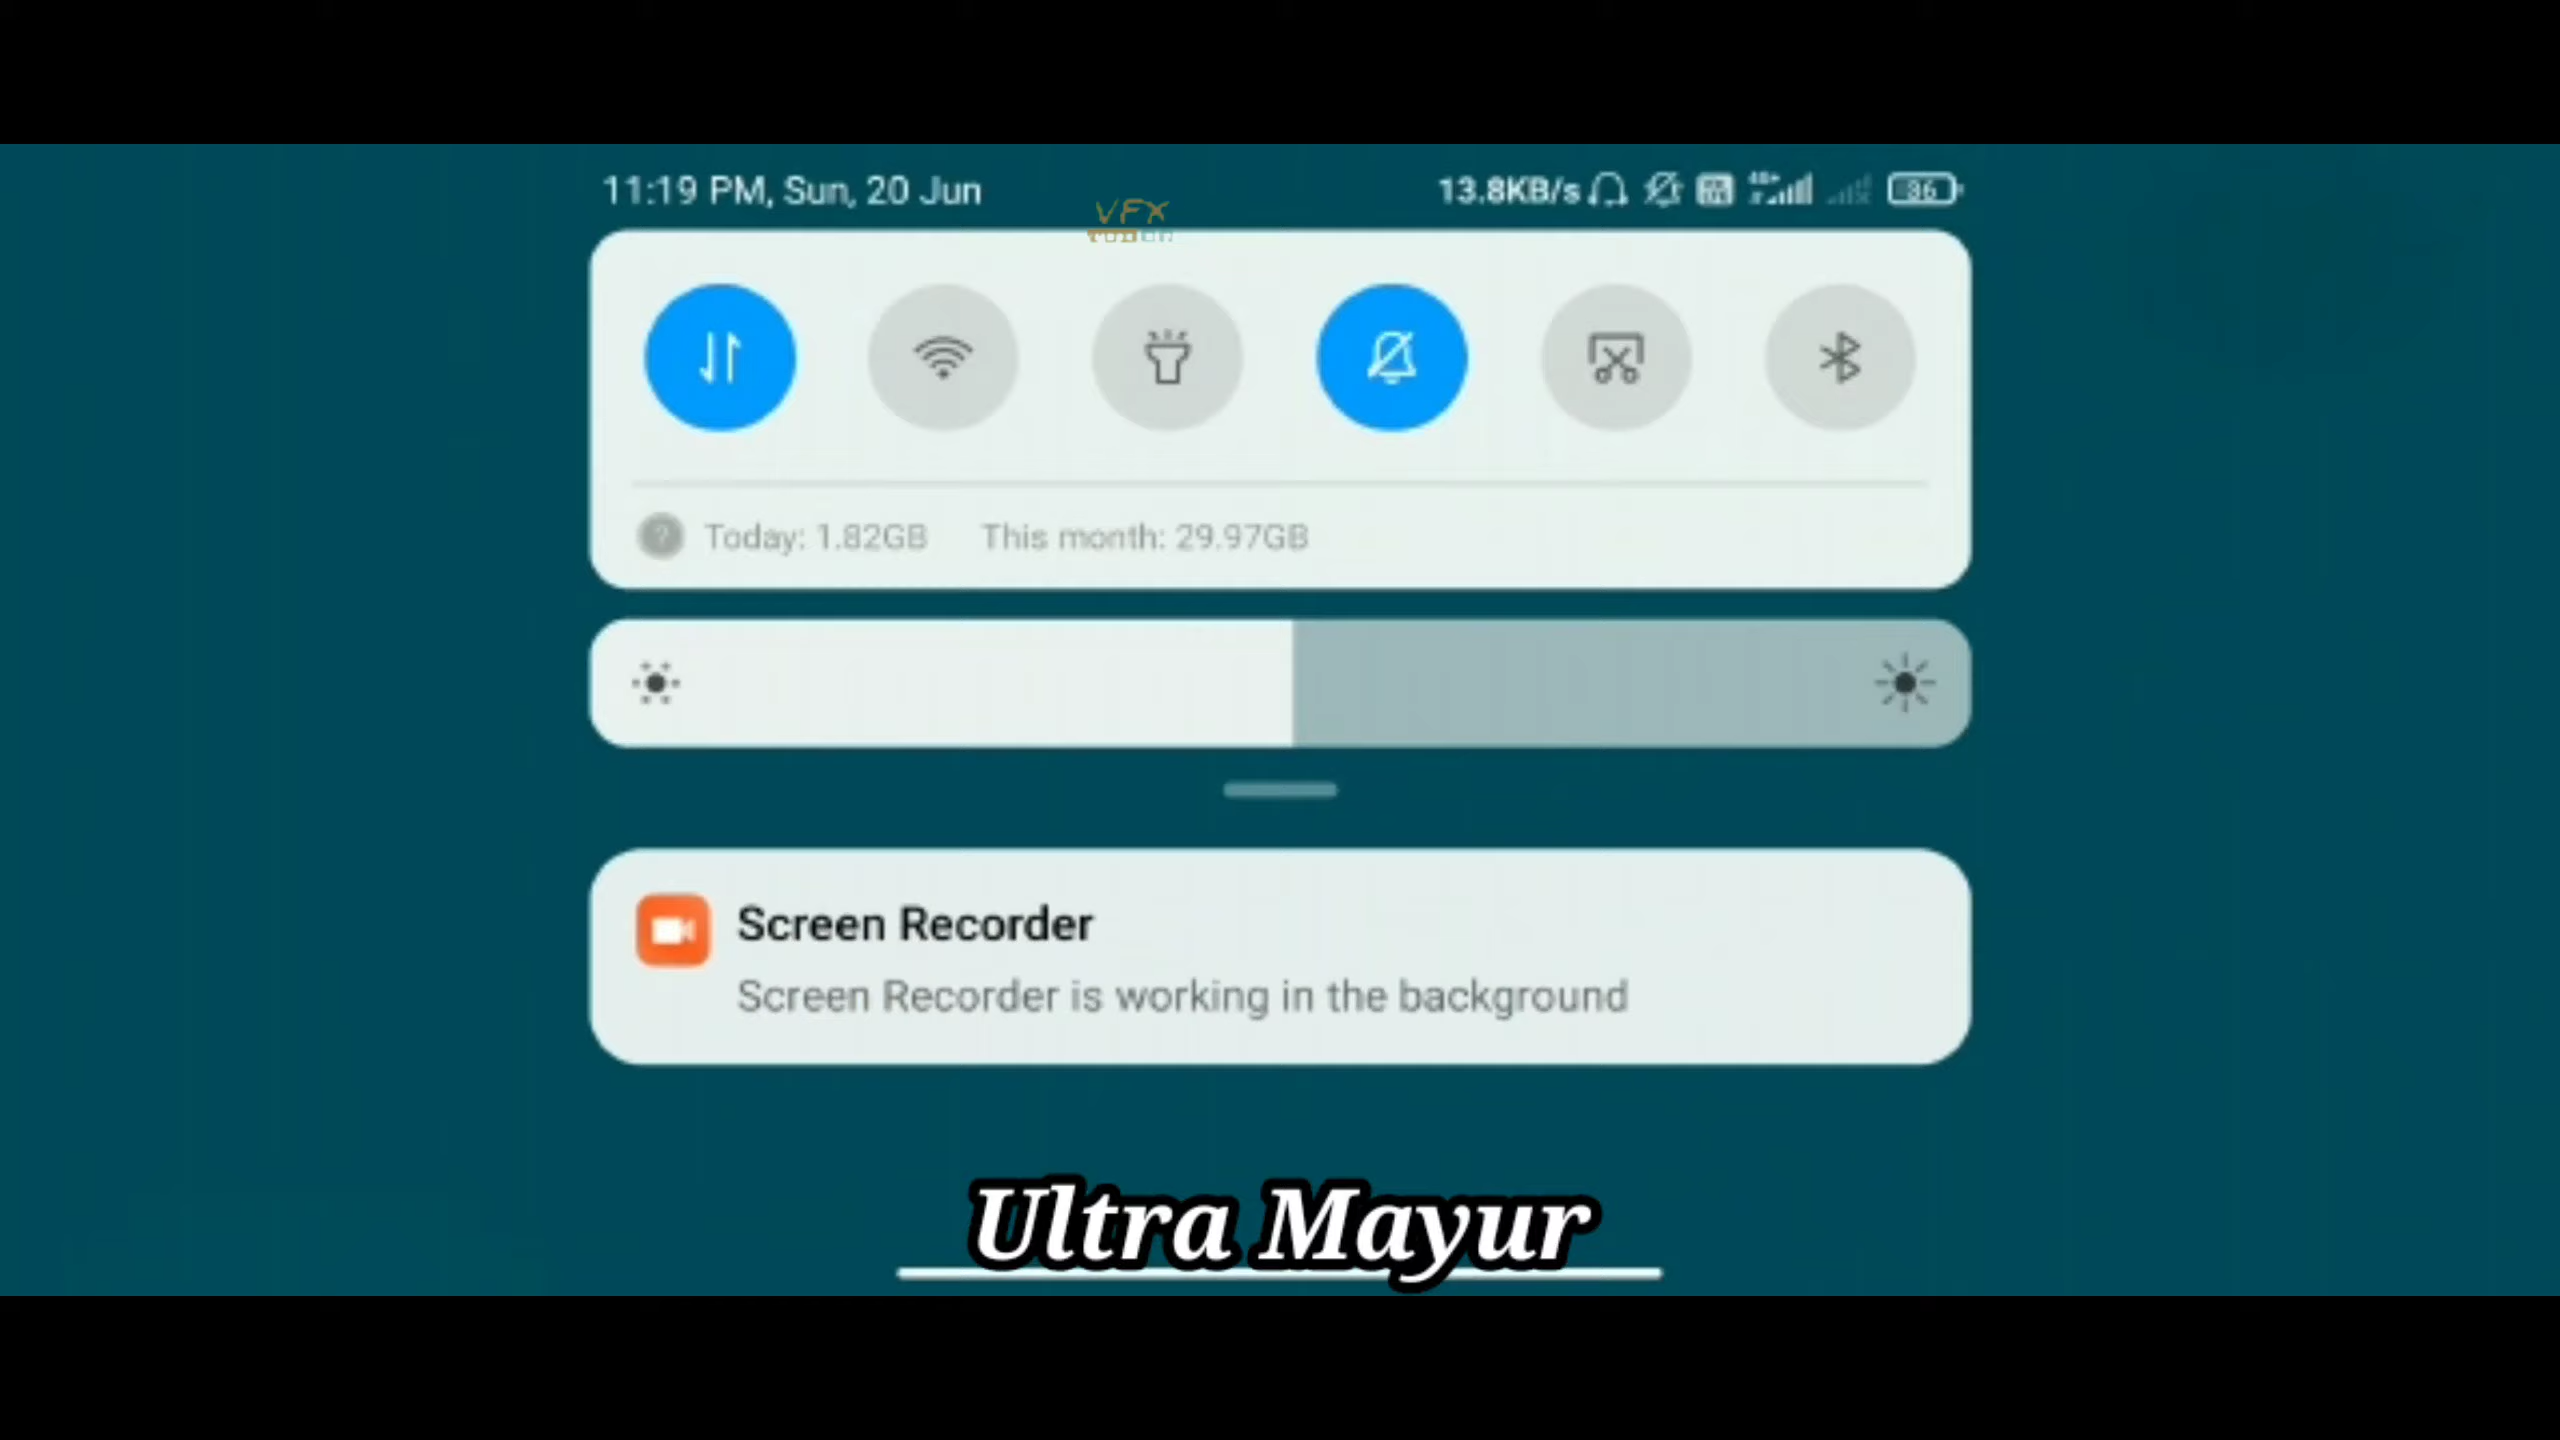 11:19 PM, Sun, 20 Jun
13.8KB/s
VFX
Today: 1.82GB This month: 29.97GB
Screen Recorder
Screen Recorder is working in the background
Ultra Mayur